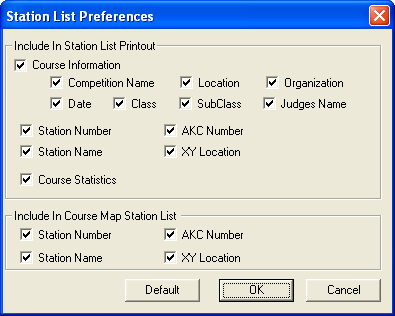 Station List Preferences
Include In Station List Printout
Course Information
Competition Name Location Organization
Date Class SubClass Judges Name
Station Number AKC Number
Station Name XY Location
Course Statistics
Include In Course Map Station List
Station Number AKC Number
Station Name XY Location
Default OK Cancel